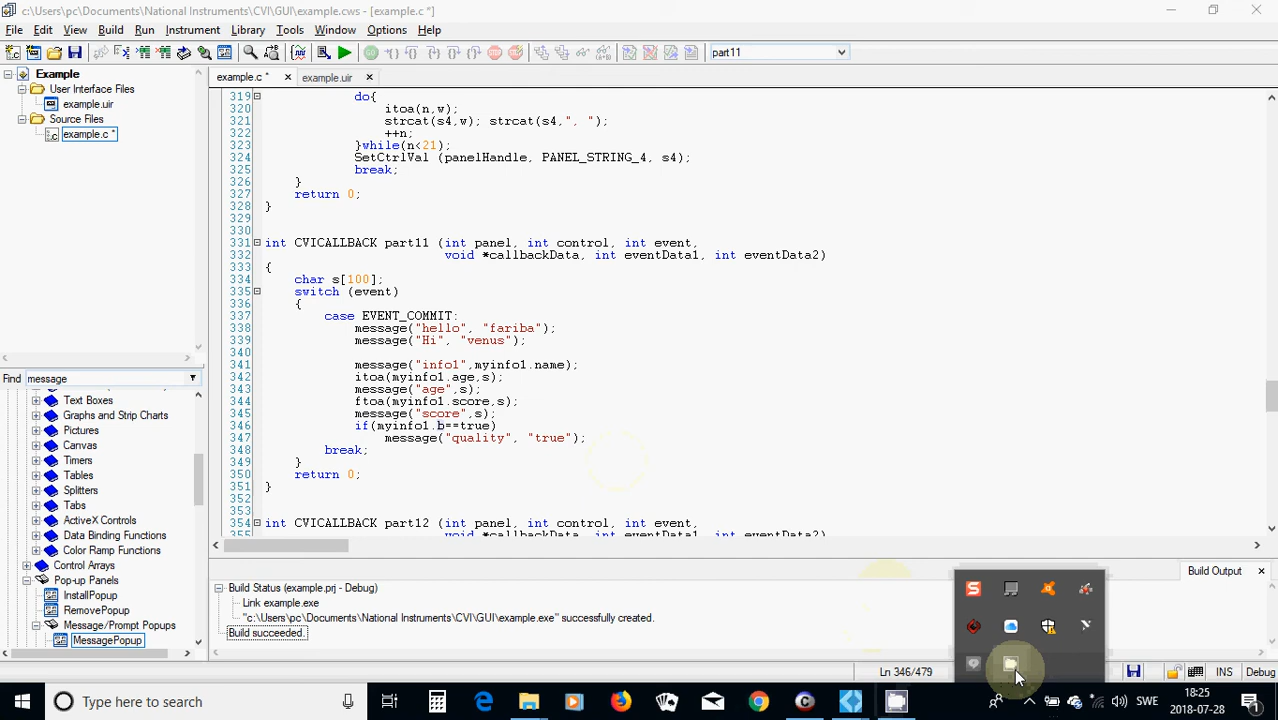 c:\Users\pc\Documents\National Instruments\CVI\GUI\example.cws - [example.c *]
File Edit View Build Run Instrument Library Tools Window Options Help
part11
Example
User Interface Files
example.uir
Source Files
example.c *
example.c * example.uir
319 do{
320 itoa(n,w);
321 strcat(s4,w); strcat(s4,", ");
322 ++n;
323 }while(n<21);
324 SetCtrlVal (panelHandle, PANEL_STRING_4, s4);
325 break;
326 }
327 return 0;
328 }
329
330
331 int CVICALLBACK part11 (int panel, int control, int event,
332 void *callbackData, int eventData1, int eventData2)
333 {
334 char s[100];
335 switch (event)
336 {
337 case EVENT_COMMIT:
338 message("hello", "fariba");
339 message("Hi", "venus");
340
341 message("info1",myinfo1.name);
342 itoa(myinfo1.age,s);
343 message("age",s);
344 ftoa(myinfo1.score,s);
345 message("score",s);
346 if(myinfo1.b==true)
347 message("quality", "true");
348 break;
349 }
350 return 0;
351 }
352
353
354 int CVICALLBACK part12 (int panel, int control, int event,
355 void *callbackData, int eventData1, int eventData2)
Find message
Text Boxes
Graphs and Strip Charts
Pictures
Canvas
Timers
Tables
Splitters
Tabs
ActiveX Controls
Data Binding Functions
Color Ramp Functions
Control Arrays
Pop-up Panels
InstallPopup
RemovePopup
Message/Prompt Popups
MessagePopup
Build Output
Build Status (example.prj - Debug)
Link example.exe
"c:\Users\pc\Documents\National Instruments\CVI\GUI\example.exe" successfully created.
Build succeeded.
Ln 346/479 INS Debug
Type here to search
SWE
18:25
2018-07-28